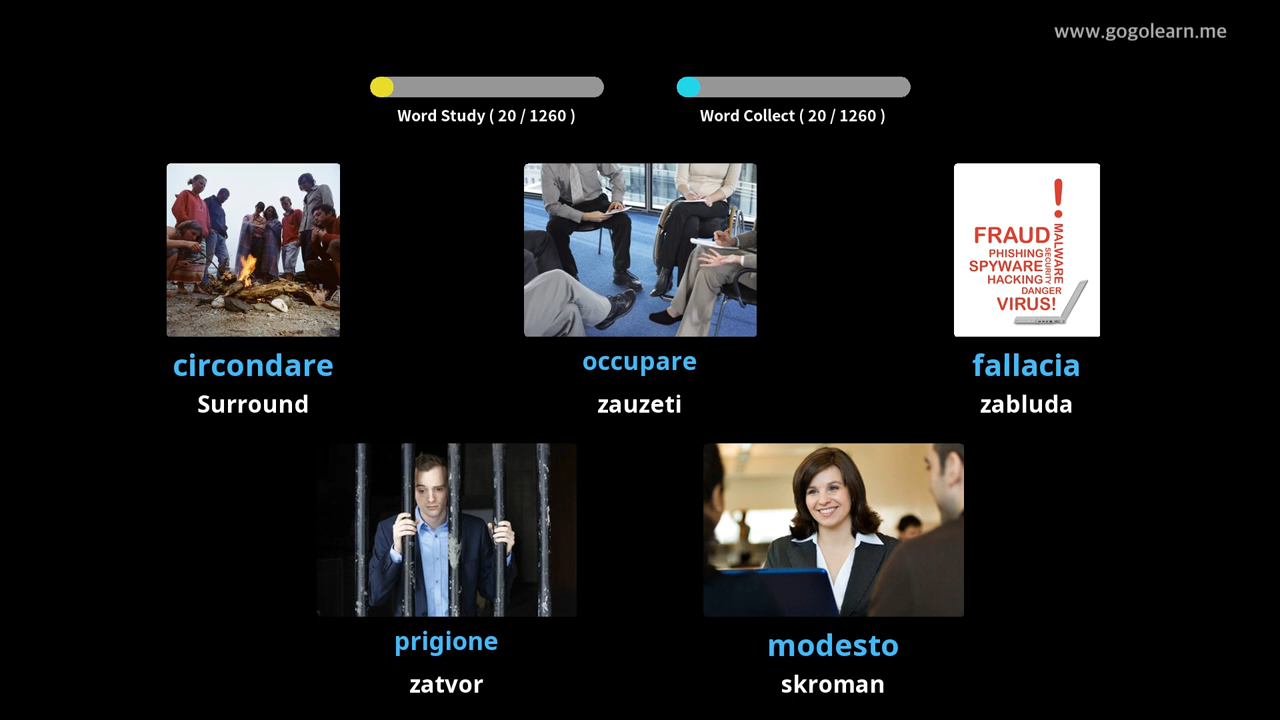 www.gogolearn.me
Word Study ( 20 / 1260 )
Word Collect ( 20 / 1260 )
!
FRAUD
PHISHING
SPYWARE
HACKING
DANGER
VIRUS!
MALWARE
SECURITY
circondare
Surround
occupare
zauzeti
fallacia
zabluda
prigione
zatvor
modesto
skroman